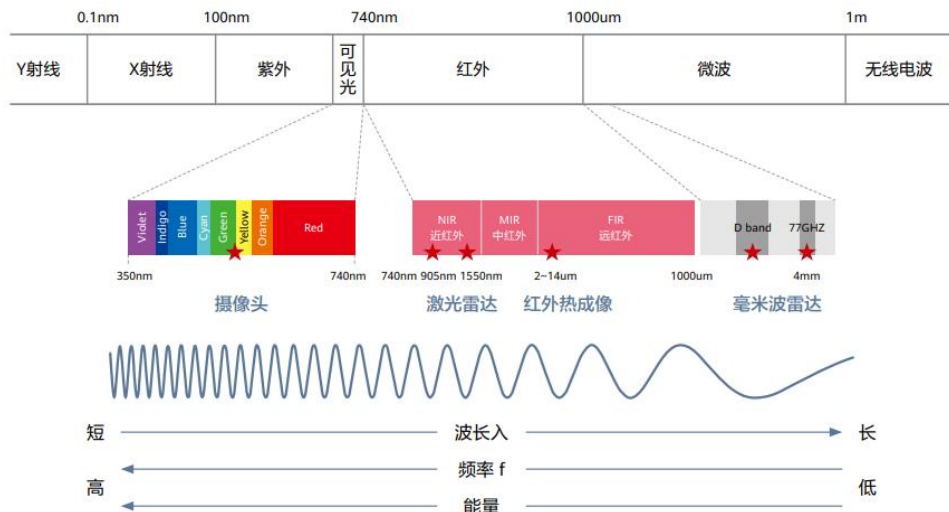 0.1nm 100nm 740nm 1000um 1m
Y射线 X射线 紫外 可见光 红外 微波 无线电波
Violet Indigo Blue Cyan Green Yellow Orange Red
NIR 近红外 MIR 中红外 FIR 远红外
D band 77GHZ
350nm 740nm 740nm 905nm 1550nm 2~14um 1000um 4mm
摄像头 激光雷达 红外热成像 毫米波雷达
短 波长入 长
频率 f
高 低
能量